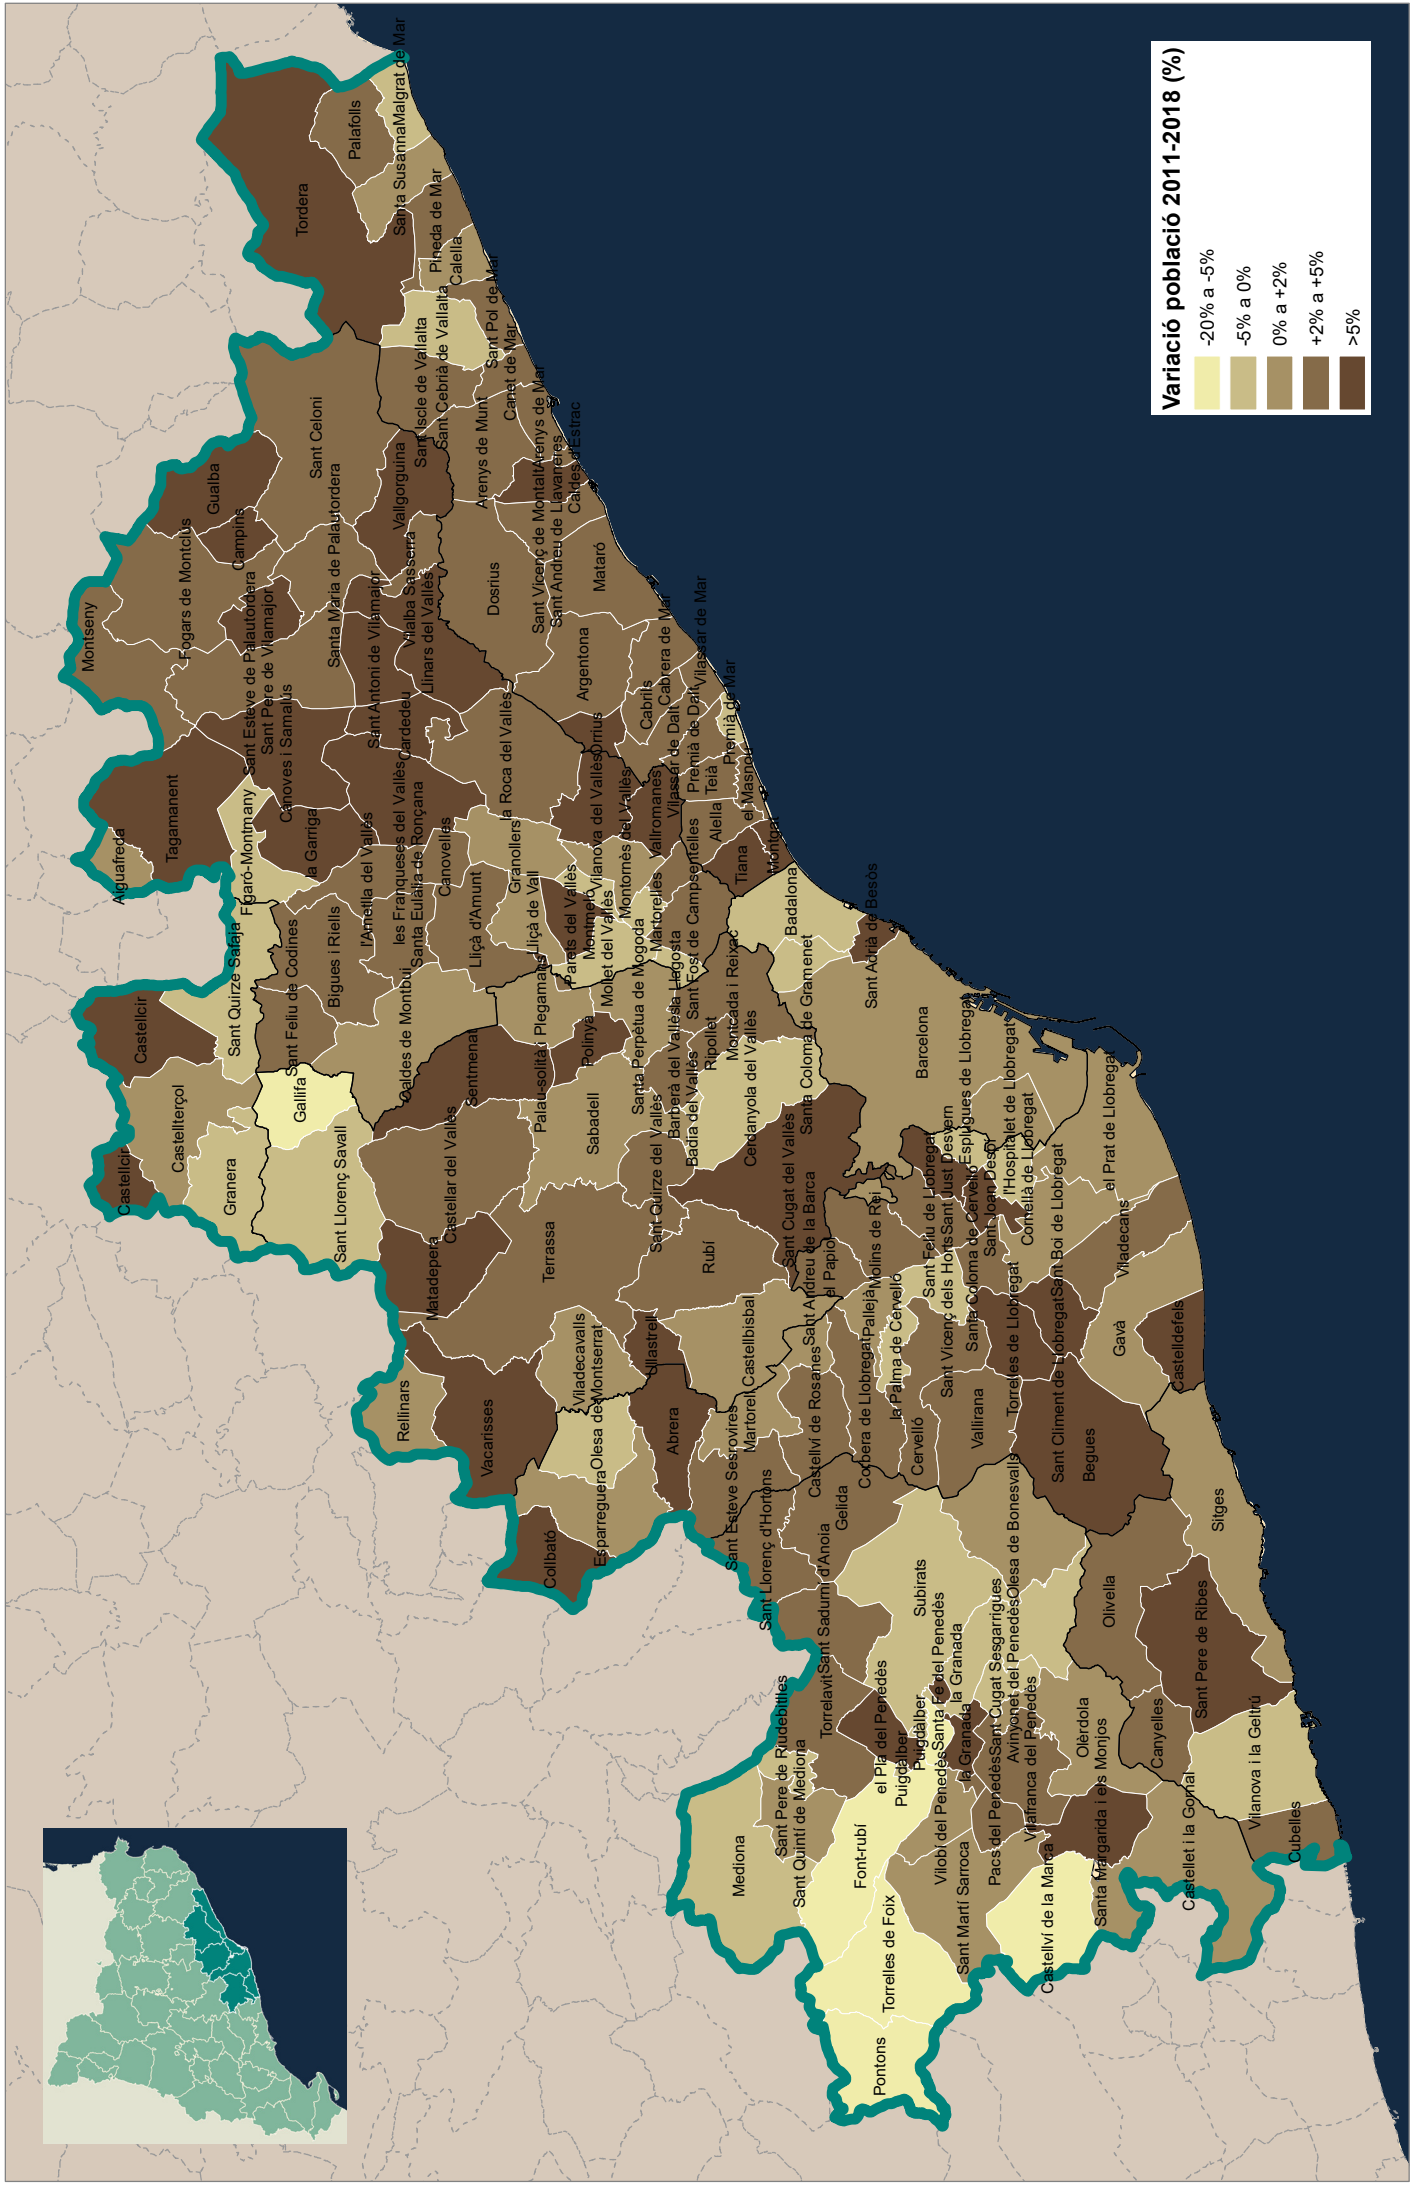 Variació població 2011-2018 (%)
-20% a -5%
-5% a 0%
0% a +2%
+2% a +5%
>5%
Montseny
Aiguafreda
Tagamanent
Fogars de Montclús
Gualba
Campins
Sant Esteve de Palautordera
Sant Pere de Vilamajor
Cànoves i Samalús
Sant Celoni
Santa Maria de Palautordera
Tordera
Palafolls
Malgrat de Mar
Santa Susanna
Pineda de Mar
Calella
Sant Pol de Mar
Canet de Mar
Sant Iscle de Vallalta
Sant Cebrià de Vallalta
Arenys de Munt
Arenys de Mar
Caldes d'Estrac
Sant Vicenç de Montalt
Sant Andreu de Llavaneres
Mataró
Dosrius
Argentona
Cabrera de Mar
Cabrils
Vilassar de Mar
Vilassar de Dalt
Premià de Mar
Premià de Dalt
Teià
el Masnou
Alella
Montgat
Tiana
Òrrius
Vallgorguina
Vilalba Sasserra
Llinars del Vallès
Sant Antoni de Vilamajor
Cardedeu
la Roca del Vallès
Vilanova del Vallès
Montornès del Vallès
Vallromanes
Martorelles
Sant Fost de Campsentelles
la Llagosta
Figaró-Montmany
la Garriga
l'Ametlla del Vallès
les Franqueses del Vallès
Santa Eulàlia de Ronçana
Canovelles
Granollers
Lliçà d'Amunt
Lliçà de Vall
Parets del Vallès
Montmeló
Mollet del Vallès
Santa Perpètua de Mogoda
Bigues i Riells
Sant Feliu de Codines
Sant Quirze Safaja
Castellcir
Castellterçol
Castellcir
Granera
Gallifa
Sant Llorenç Savall
Caldes de Montbui
Sentmenat
Palau-solità i Plegamans
Polinyà
Sabadell
Barberà del Vallès
Badia del Vallès
Ripollet
Montcada i Reixac
Cerdanyola del Vallès
Badalona
Santa Coloma de Gramenet
Sant Adrià de Besòs
Barcelona
Esplugues de Llobregat
l'Hospitalet de Llobregat
Cornellà de Llobregat
el Prat de Llobregat
Castellar del Vallès
Matadepera
Terrassa
Sant Quirze del Vallès
Rubí
Sant Cugat del Vallès
Sant Andreu de la Barca
el Papiol
Molins de Rei
Sant Feliu de Llobregat
Sant Just Desvern
Sant Joan Despí
Santa Coloma de Cervelló
Sant Boi de Llobregat
Viladecans
Gavà
Castelldefels
Pallejà
la Palma de Cervelló
Sant Vicenç dels Horts
Torrelles de Llobregat
Sant Climent de Llobregat
Begues
Vallirana
Cervelló
Corbera de Llobregat
Castellví de Rosanes
Castellbisbal
Martorell
Ullastrell
Viladecavalls
Rellinars
Vacarisses
Olesa de Montserrat
Esparreguera
Abrera
Collbató
Sant Esteve Sesrovires
Sant Llorenç d'Hortons
Gelida
Sant Sadurní d'Anoia
Subirats
Olesa de Bonesvalls
Avinyonet del Penedès
Sant Cugat Sesgarrigues
la Granada
Santa Fe del Penedès
Puigdàlber
Puigdàlber
el Pla del Penedès
Torrelavit
Sant Pere de Riudebitlles
Sant Quintí de Mediona
Mediona
Font-rubí
Torrelles de Foix
Pontons
Vilobí del Penedès
la Granada
Pacs del Penedès
Vilafranca del Penedès
Sant Martí Sarroca
Castellví de la Marca
Santa Margarida i els Monjos
Olèrdola
Castellet i la Gornal
Canyelles
Olivella
Sitges
Sant Pere de Ribes
Vilanova i la Geltrú
Cubelles